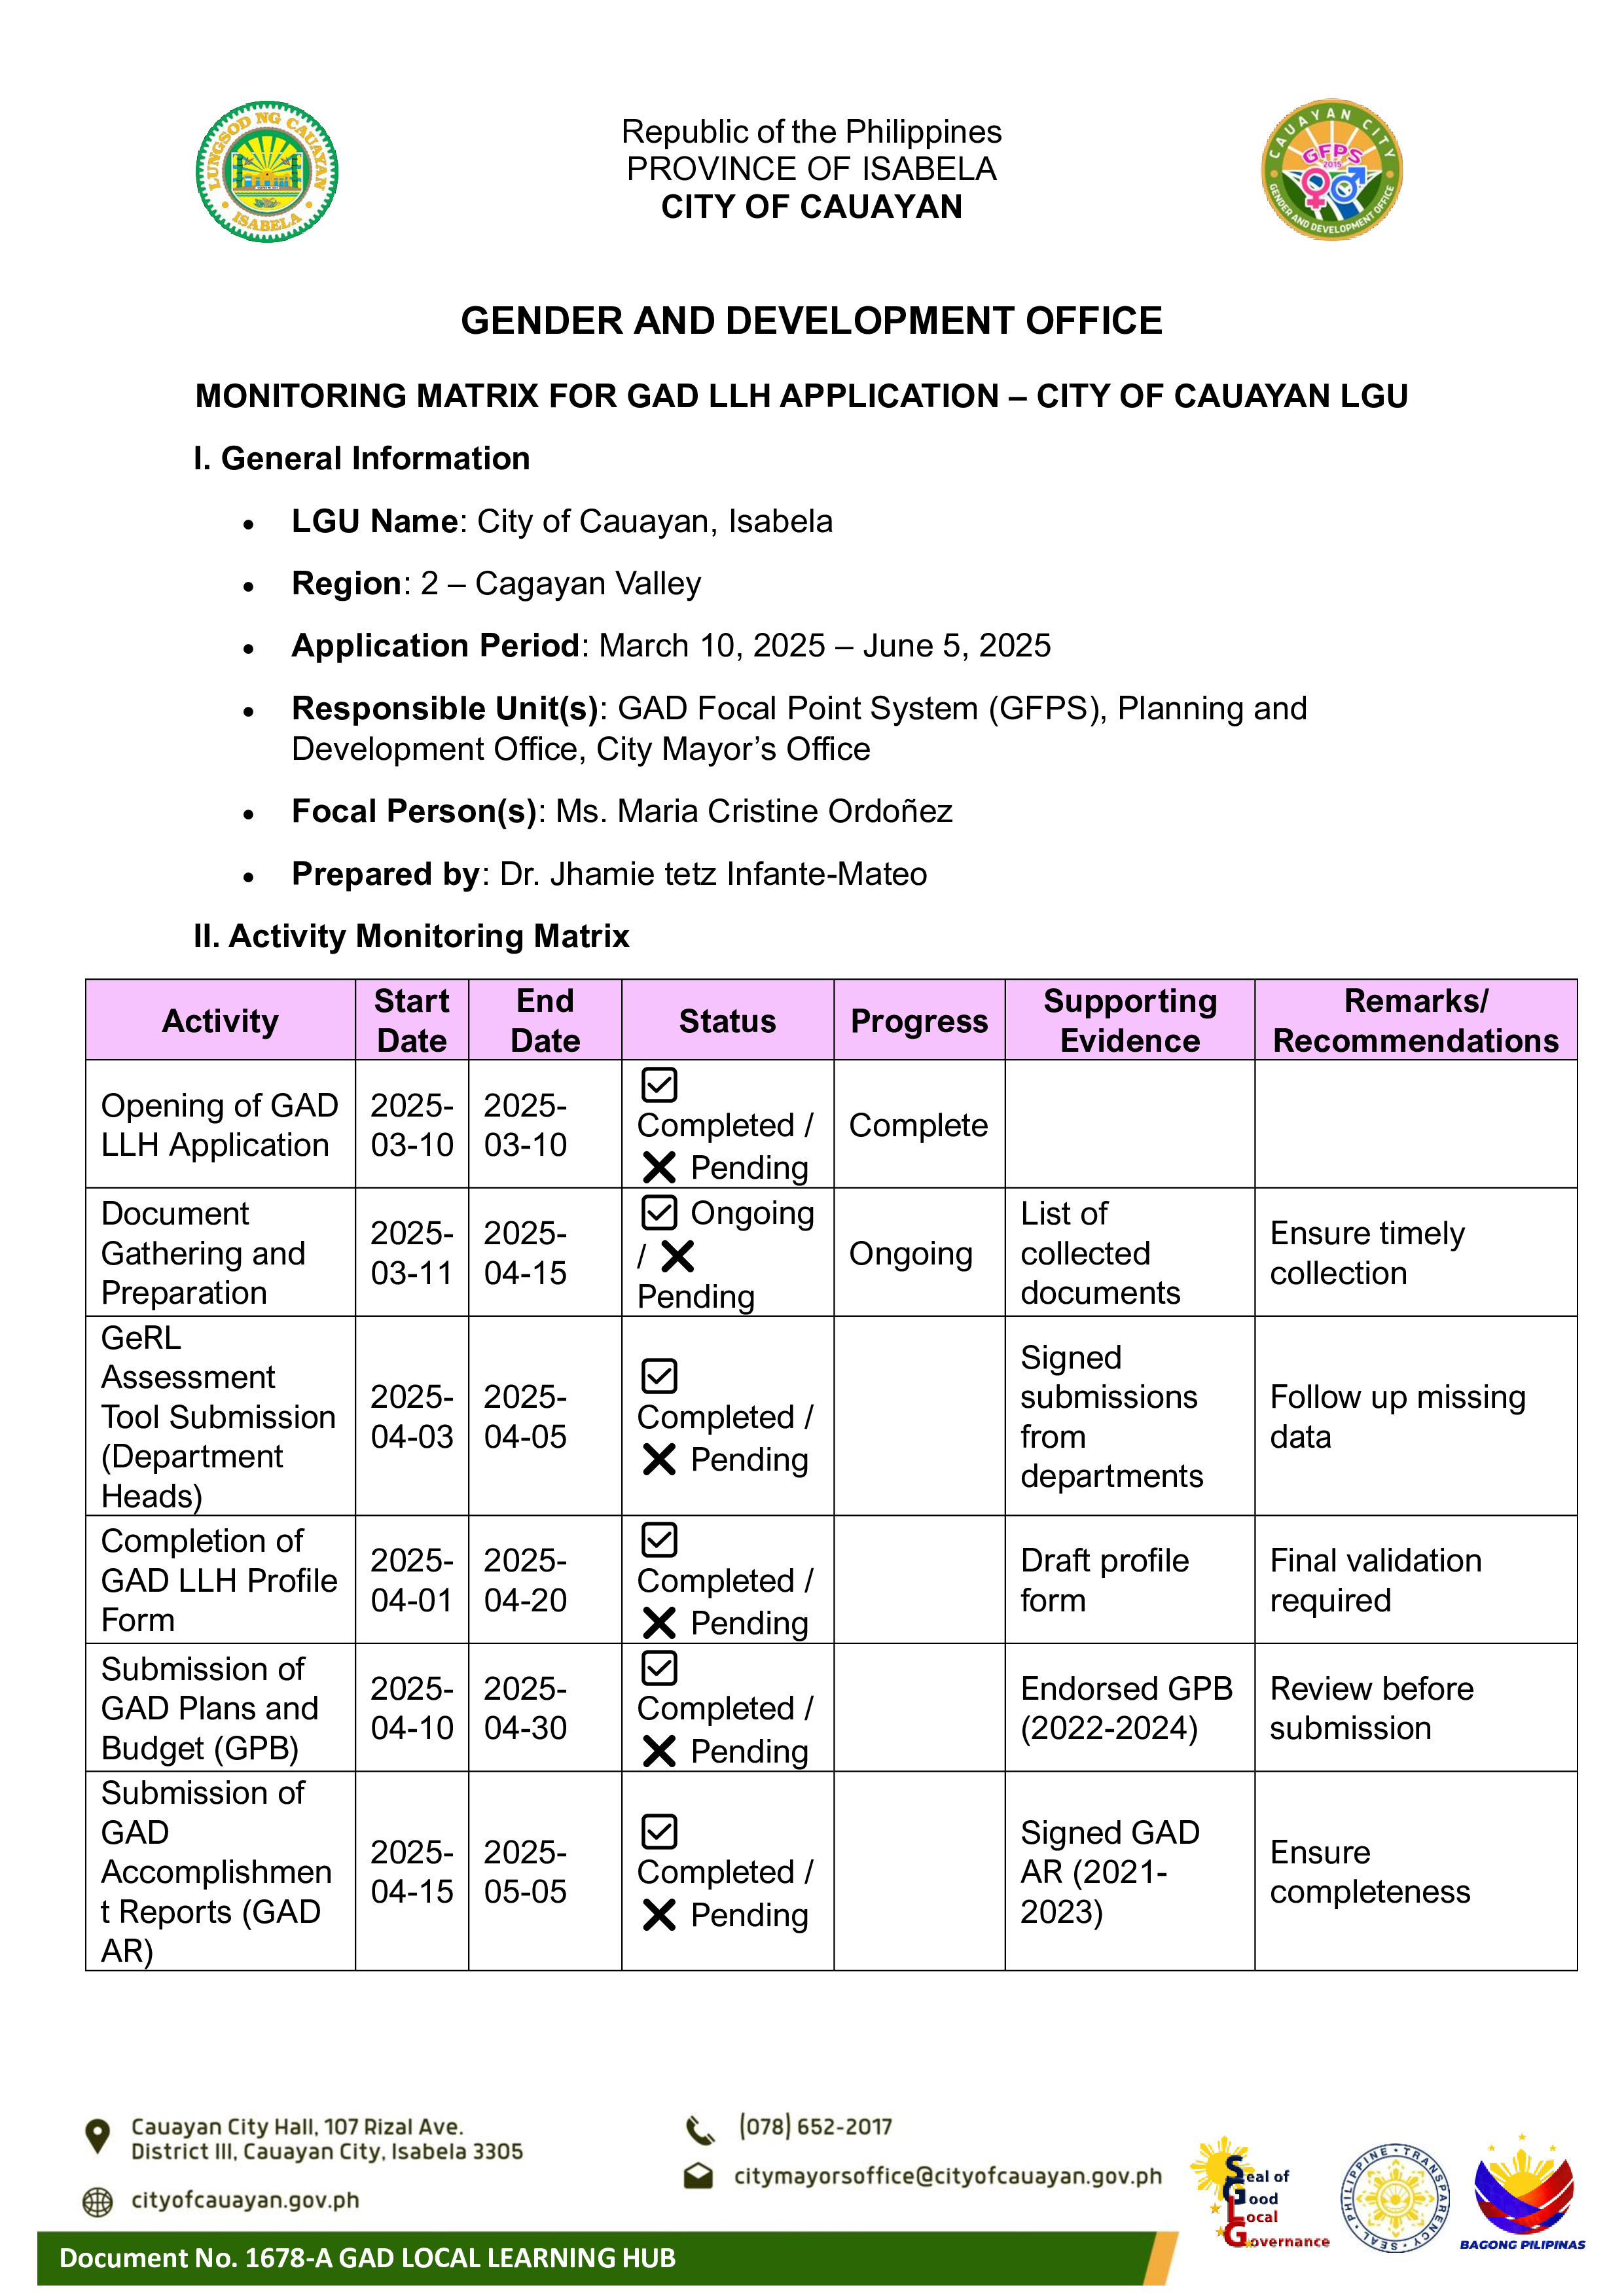 LUNGSOD NG CAUAYAN
ISABELA
Republic of the Philippines
PROVINCE OF ISABELA
CITY OF CAUAYAN
CAUAYAN CITY
GFPS
2015
GENDER AND DEVELOPMENT OFFICE
GENDER AND DEVELOPMENT OFFICE
MONITORING MATRIX FOR GAD LLH APPLICATION – CITY OF CAUAYAN LGU
I. General Information
• LGU Name: City of Cauayan, Isabela
• Region: 2 – Cagayan Valley
• Application Period: March 10, 2025 – June 5, 2025
• Responsible Unit(s): GAD Focal Point System (GFPS), Planning and
Development Office, City Mayor’s Office
• Focal Person(s): Ms. Maria Cristine Ordoñez
• Prepared by: Dr. Jhamie tetz Infante-Mateo
II. Activity Monitoring Matrix
Activity
Start
Date
End
Date
Status
Progress
Supporting
Evidence
Remarks/
Recommendations
Opening of GAD
LLH Application
2025-
03-10
2025-
03-10
☑
Completed /
❌ Pending
Complete
Document
Gathering and
Preparation
2025-
03-11
2025-
04-15
☑ Ongoing
/ ❌
Pending
Ongoing
List of
collected
documents
Ensure timely
collection
GeRL
Assessment
Tool Submission
(Department
Heads)
2025-
04-03
2025-
04-05
☑
Completed /
❌ Pending
Signed
submissions
from
departments
Follow up missing
data
Completion of
GAD LLH Profile
Form
2025-
04-01
2025-
04-20
☑
Completed /
❌ Pending
Draft profile
form
Final validation
required
Submission of
GAD Plans and
Budget (GPB)
2025-
04-10
2025-
04-30
☑
Completed /
❌ Pending
Endorsed GPB
(2022-2024)
Review before
submission
Submission of
GAD
Accomplishmen
t Reports (GAD
AR)
2025-
04-15
2025-
05-05
☑
Completed /
❌ Pending
Signed GAD
AR (2021-
2023)
Ensure
completeness
Cauayan City Hall, 107 Rizal Ave.
District III, Cauayan City, Isabela 3305
cityofcauayan.gov.ph
(078) 652-2017
citymayorsoffice@cityofcauayan.gov.ph
Seal of
Good
Local
Governance
PHILIPPINE • TRANSPARENCY • SEAL •
BAGONG PILIPINAS
Document No. 1678-A GAD LOCAL LEARNING HUB